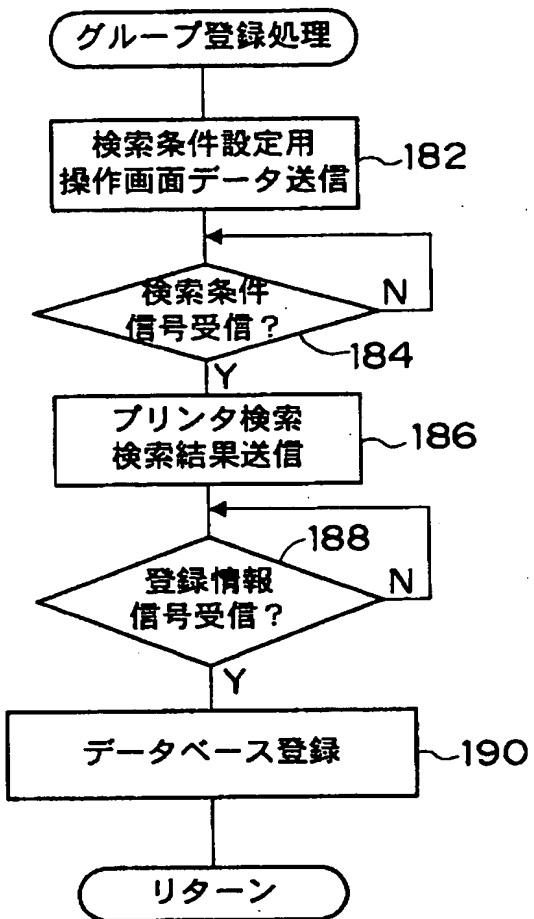 グループ登録処理
検索条件設定用
操作画面データ送信
182
検索条件
信号受信？
N
184
Y
プリンタ検索
検索結果送信
186
188
登録情報
信号受信？
N
Y
データベース登録
190
リターン